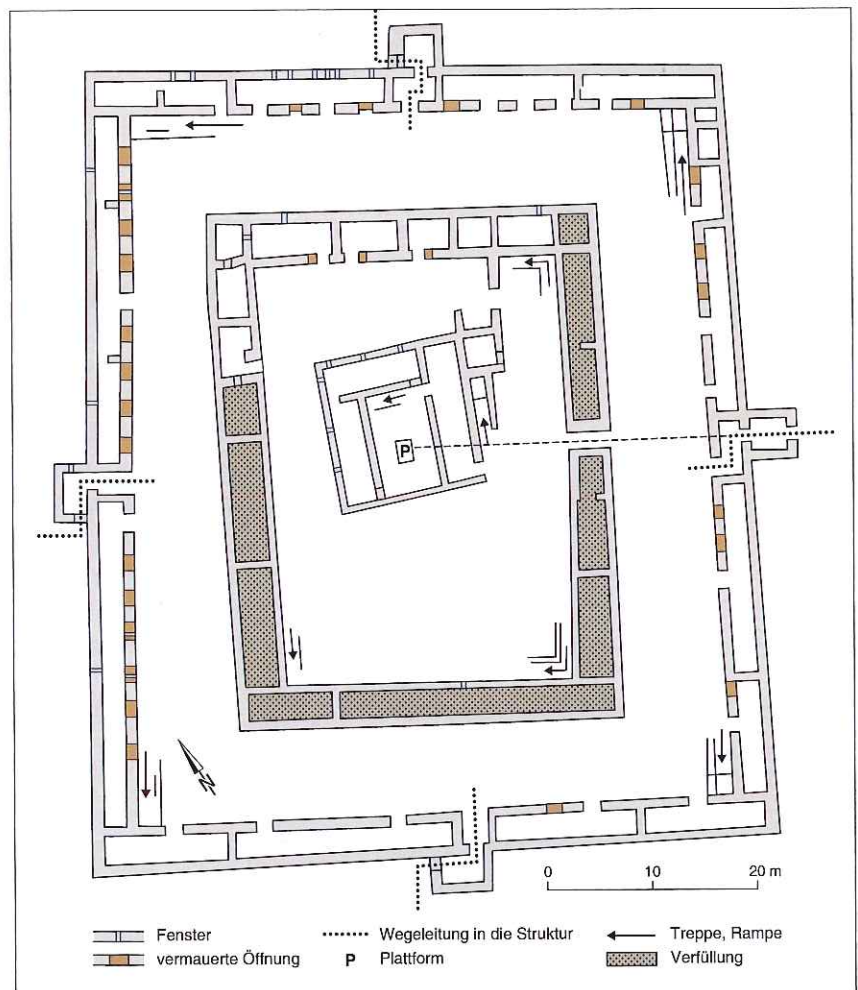 P
N
0 10 20 m
Fenster
Wegeleitung in die Struktur
Treppe, Rampe
vermauerte Öffnung
P Plattform
Verfüllung